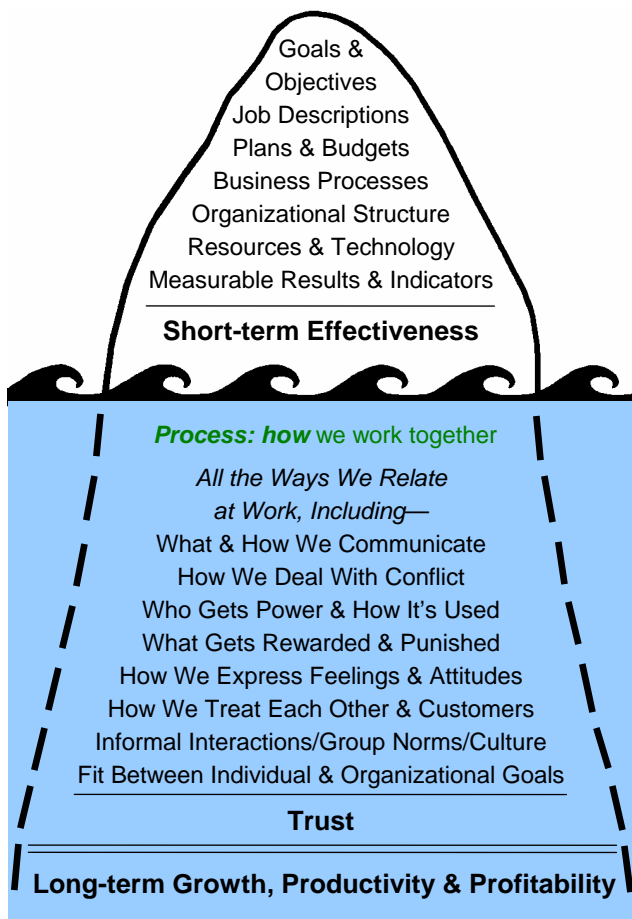 Goals &
Objectives
Job Descriptions
Plans & Budgets
Business Processes
Organizational Structure
Resources & Technology
Measurable Results & Indicators
Short-term Effectiveness
Process: how we work together
All the Ways We Relate
at Work, Including—
What & How We Communicate
How We Deal With Conflict
Who Gets Power & How It's Used
What Gets Rewarded & Punished
How We Express Feelings & Attitudes
How We Treat Each Other & Customers
Informal Interactions/Group Norms/Culture
Fit Between Individual & Organizational Goals
Trust
Long-term Growth, Productivity & Profitability